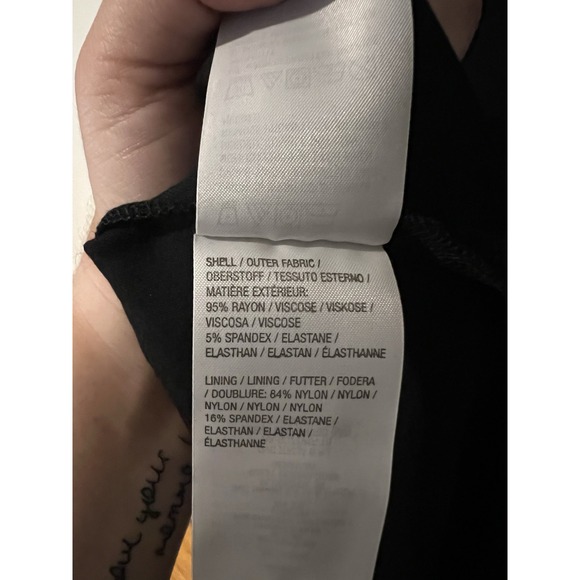 SHELL / OUTER FABRIC /
OBERSTOFF / TESSUTO ESTERNO /
MATIÈRE EXTÉRIEUR:
95% RAYON / VISCOSE / VISKOSE /
VISCOSA / VISCOSE
5% SPANDEX / ELASTANE /
ELASTHAN / ELASTAN / ÉLASTHANNE
LINING / LINING / FUTTER / FODERA
/ DOUBLURE: 84% NYLON / NYLON /
NYLON / NYLON / NYLON
16% SPANDEX / ELASTANE /
ELASTHAN / ELASTAN /
ÉLASTHANNE
your